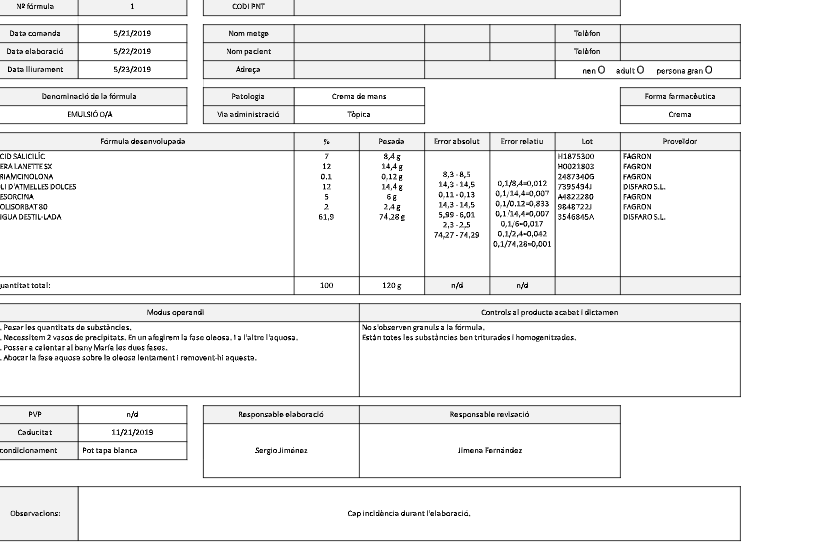 Nº fórmula 1 CODI PNT
Data comanda 5/21/2019 Nom metge Telèfon
Data elaboració 5/22/2019 Nom pacient Telèfon
Data lliurament 5/23/2019 Adreça nen O adult O persona gran O
Denominació de la fórmula Patologia Crema de mans Forma farmacèutica
EMULSIÓ O/A Via administració Tòpica Crema
Fórmula desenvolupada % Pesada Error absolut Error relatiu Lot Proveïdor
CID SALICILÍC 7 8,4 g H1875300 FAGRON
ERA LANETTE SX 12 14,4 g H0021803 FAGRON
RIAMCINOLONA 0.1 0,12 g 2487340G FAGRON
LI D'ATMELLES DOLCES 12 14,4 g 7395494J DISFARO S.L.
ESORCINA 5 6 g A4822280 FAGRON
OLISORBAT 80 2 2,4 g 9848722J FAGRON
IGUA DESTIL·LADA 61,9 74,28 g 3546845A DISFARO S.L.
8,3 - 8,5
14,3 - 14,5 0,1/8,4=0,012
0,11 - 0,13 0,1/14,4=0,007
14,3 - 14,5 0,1/0.12=0,833
5,99 - 6,01 0,1/14,4=0,007
2,3 - 2,5 0,1/6=0,017
74,27 - 74,29 0,1/2,4=0,042
0,1/74,28=0,001
uantitat total: 100 120 g n/d n/d
Modus operandi Controls al producte acabat i dictamen
. Pesar les quantitats de substàncies. No s'observen grànuls a la fórmula.
. Necessitem 2 vasos de precipitats. En un afegirem la fase oleosa, i a l'altre l'aquosa. Están totes les substàncies ben triturades i homogenitzades.
. Possar a calentar al bany María les dues fases.
. Abocar la fase aquosa sobre la oleosa lentament i removent-hi aquesta.
PVP n/d Responsable elaboració Responsable revisació
Caducitat 11/21/2019
condicionament Pot tapa blanca Sergio Jiménez Jimena Fernández
Observacions: Cap incidència durant l'elaboració.